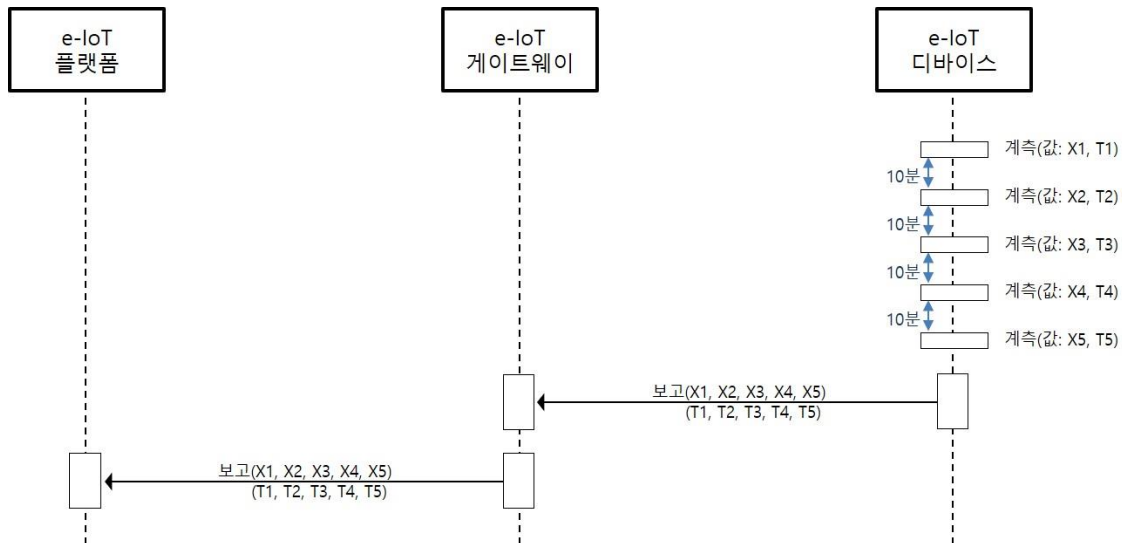 e-IoT
플랫폼
e-IoT
게이트웨이
e-IoT
디바이스
계측(값: X1, T1)
10분
계측(값: X2, T2)
10분
계측(값: X3, T3)
10분
계측(값: X4, T4)
10분
계측(값: X5, T5)
보고(X1, X2, X3, X4, X5)
(T1, T2, T3, T4, T5)
보고(X1, X2, X3, X4, X5)
(T1, T2, T3, T4, T5)